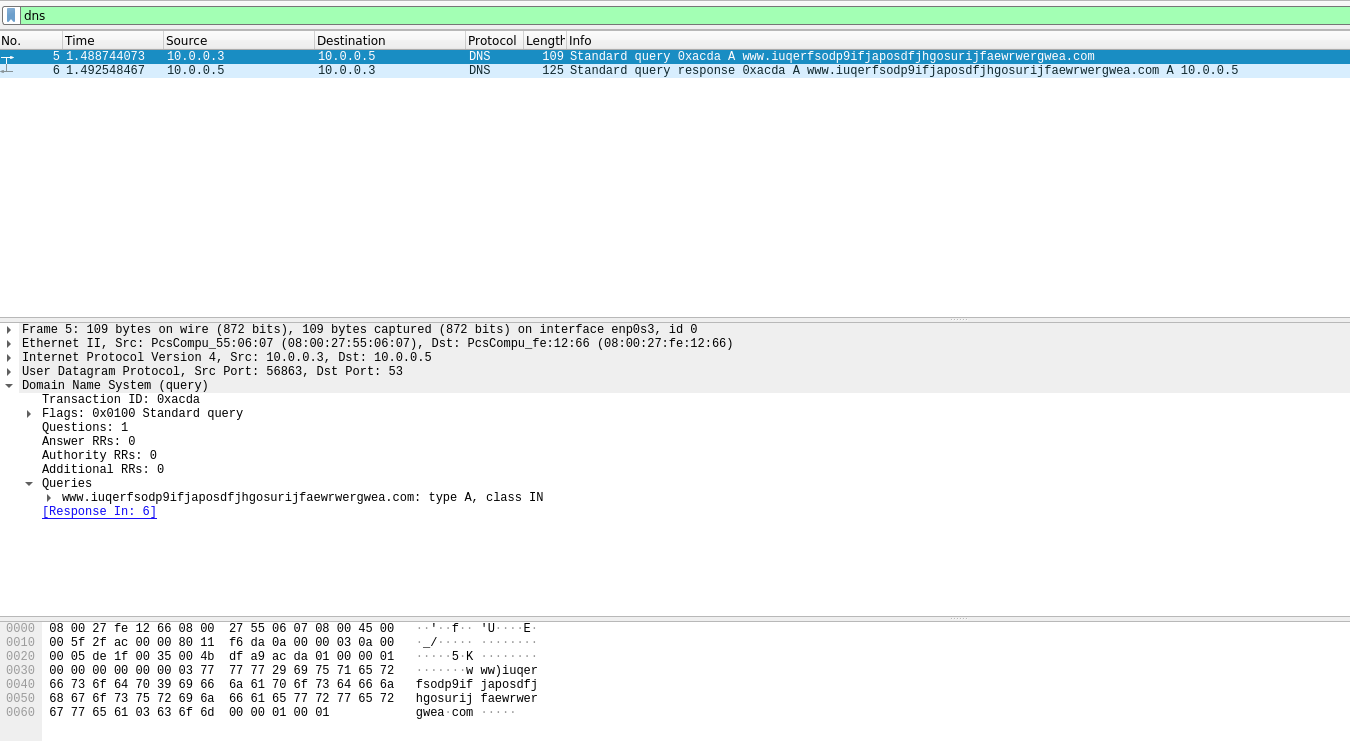 dns
No. Time Source Destination Protocol Length Info
5 1.488744073 10.0.0.3 10.0.0.5 DNS 109 Standard query 0xacda A www.iuqerfsodp9ifjaposdfjhgosurijfaewrwergwea.com
6 1.492548467 10.0.0.5 10.0.0.3 DNS 125 Standard query response 0xacda A www.iuqerfsodp9ifjaposdfjhgosurijfaewrwergwea.com A 10.0.0.5
Frame 5: 109 bytes on wire (872 bits), 109 bytes captured (872 bits) on interface enp0s3, id 0
Ethernet II, Src: PcsCompu_55:06:07 (08:00:27:55:06:07), Dst: PcsCompu_fe:12:66 (08:00:27:fe:12:66)
Internet Protocol Version 4, Src: 10.0.0.3, Dst: 10.0.0.5
User Datagram Protocol, Src Port: 56863, Dst Port: 53
Domain Name System (query)
Transaction ID: 0xacda
Flags: 0x0100 Standard query
Questions: 1
Answer RRs: 0
Authority RRs: 0
Additional RRs: 0
Queries
www.iuqerfsodp9ifjaposdfjhgosurijfaewrwergwea.com: type A, class IN
[Response In: 6]
0000 08 00 27 fe 12 66 08 00 27 55 06 07 08 00 45 00 ··'··f·· 'U····E·
0010 00 5f 2f ac 00 00 80 11 f6 da 0a 00 00 03 0a 00 ·_/····· ········
0020 00 05 de 1f 00 35 00 4b df a9 ac da 01 00 00 01 ·····5·K ········
0030 00 00 00 00 00 00 03 77 77 77 29 69 75 71 65 72 ·······w ww)iuqer
0040 66 73 6f 64 70 39 69 66 6a 61 70 6f 73 64 66 6a fsodp9if japosdfj
0050 68 67 6f 73 75 72 69 6a 66 61 65 77 72 77 65 72 hgosurij faewrwer
0060 67 77 65 61 03 63 6f 6d 00 00 01 00 01 gwea·com ·····